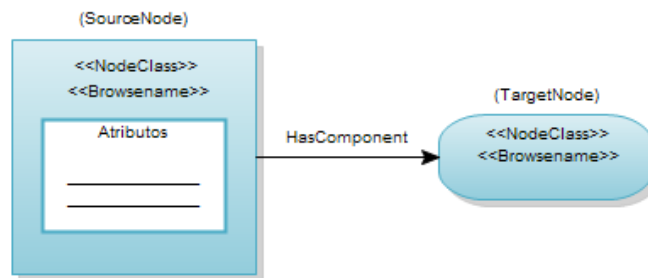 (SourceNode)
<<NodeClass>>
<<Browsename>>
Atributos
HasComponent
(TargetNode)
<<NodeClass>>
<<Browsename>>